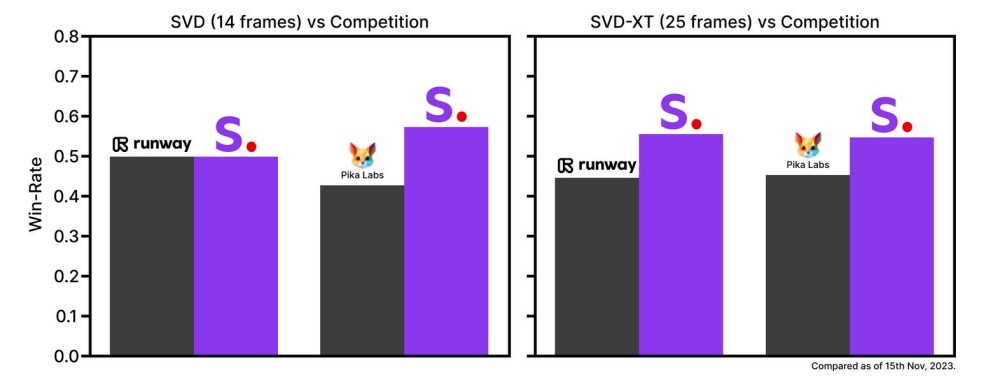 SVD (14 frames) vs Competition
SVD-XT (25 frames) vs Competition
Win-Rate
0.8
0.7
0.6
0.5
0.4
0.3
0.2
0.1
0.0
runway
S.
Pika Labs
S.
runway
S.
Pika Labs
S.
Compared as of 15th Nov, 2023.